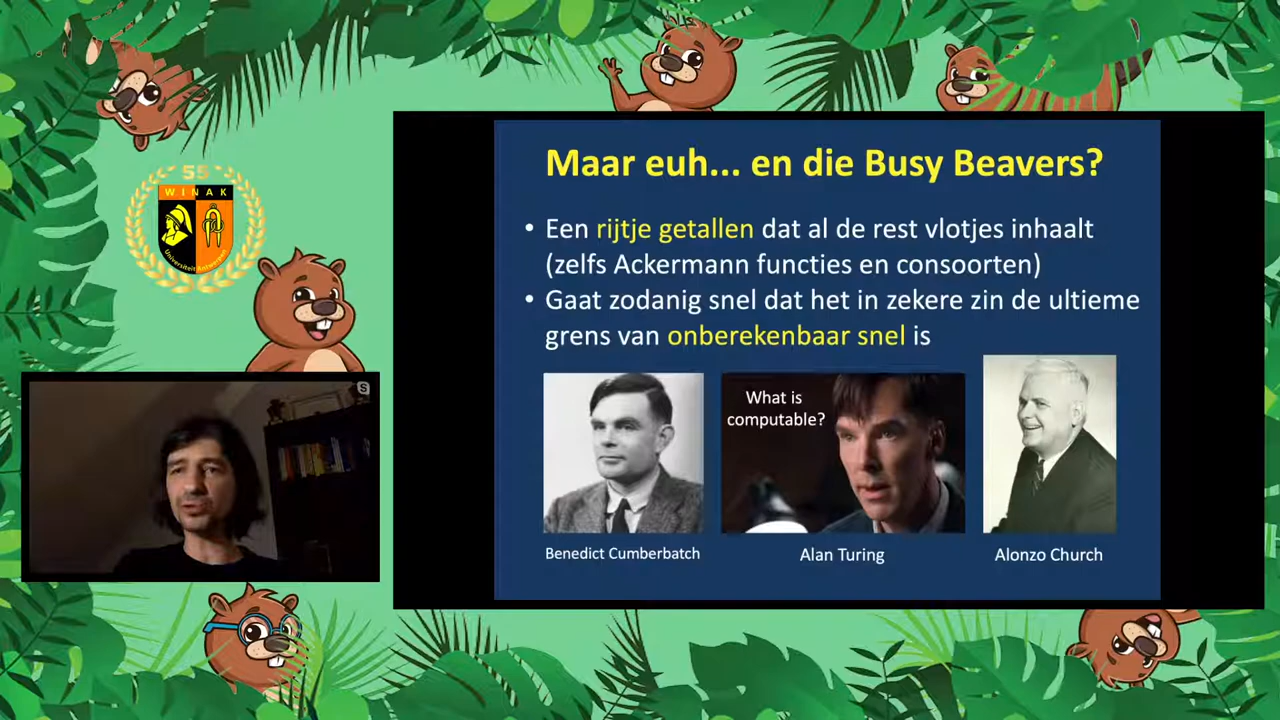 55
WINAK
Universiteit Antwerpen
S
Maar euh... en die Busy Beavers?
• Een rijtje getallen dat al de rest vlotjes inhaalt
(zelfs Ackermann functies en consoorten)
• Gaat zodanig snel dat het in zekere zin de ultieme
grens van onberekenbaar snel is
What is
computable?
Benedict Cumberbatch
Alan Turing
Alonzo Church